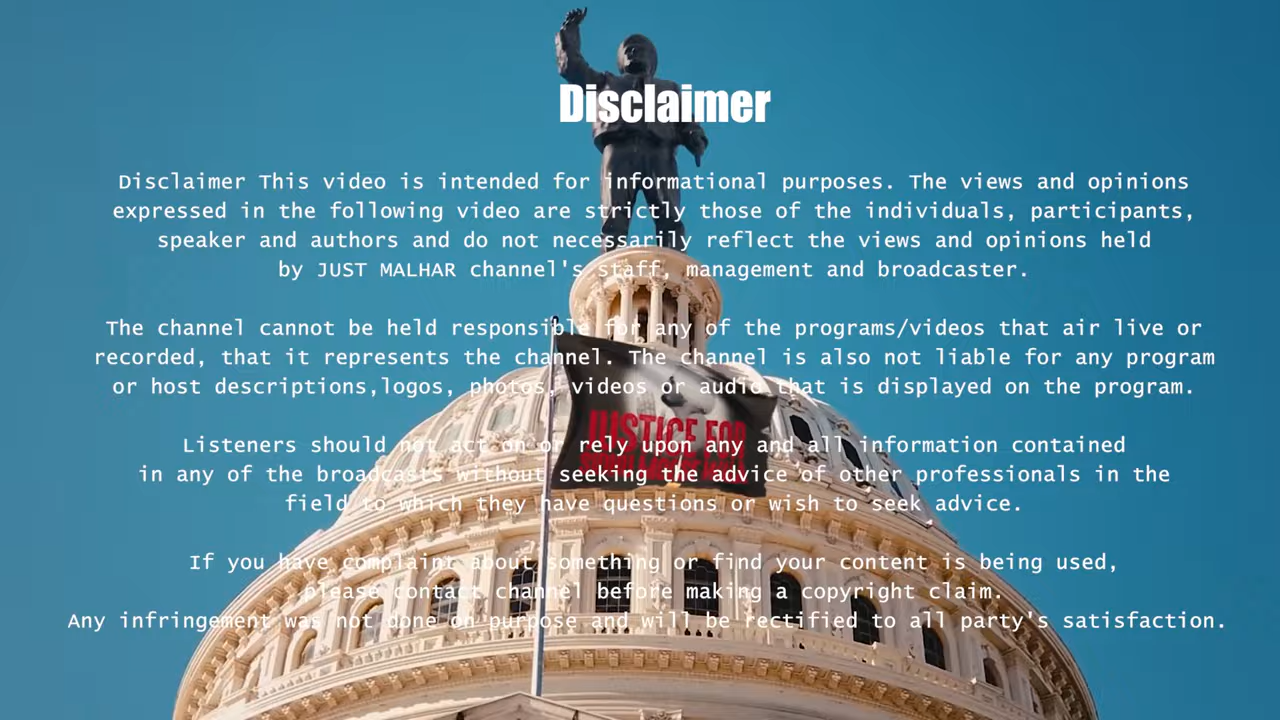 Disclaimer
Disclaimer This video is intended for informational purposes. The views and opinions
expressed in the following video are strictly those of the individuals, participants,
speaker and authors and do not necessarily reflect the views and opinions held
by JUST MALHAR channel's staff, management and broadcaster.
The channel cannot be held responsible for any of the programs/videos that air live or
recorded, that it represents the channel. The channel is also not liable for any program
or host descriptions,logos, photos, videos or audio that is displayed on the program.
JUSTICE FOR
Listeners should not act on or rely upon any and all information contained
in any of the broadcasts without seeking the advice of other professionals in the
field to which they have questions or wish to seek advice.
If you have complaint about something or find your content is being used,
please contact channel before making a copyright claim.
Any infringement was not done on purpose and will be rectified to all party's satisfaction.